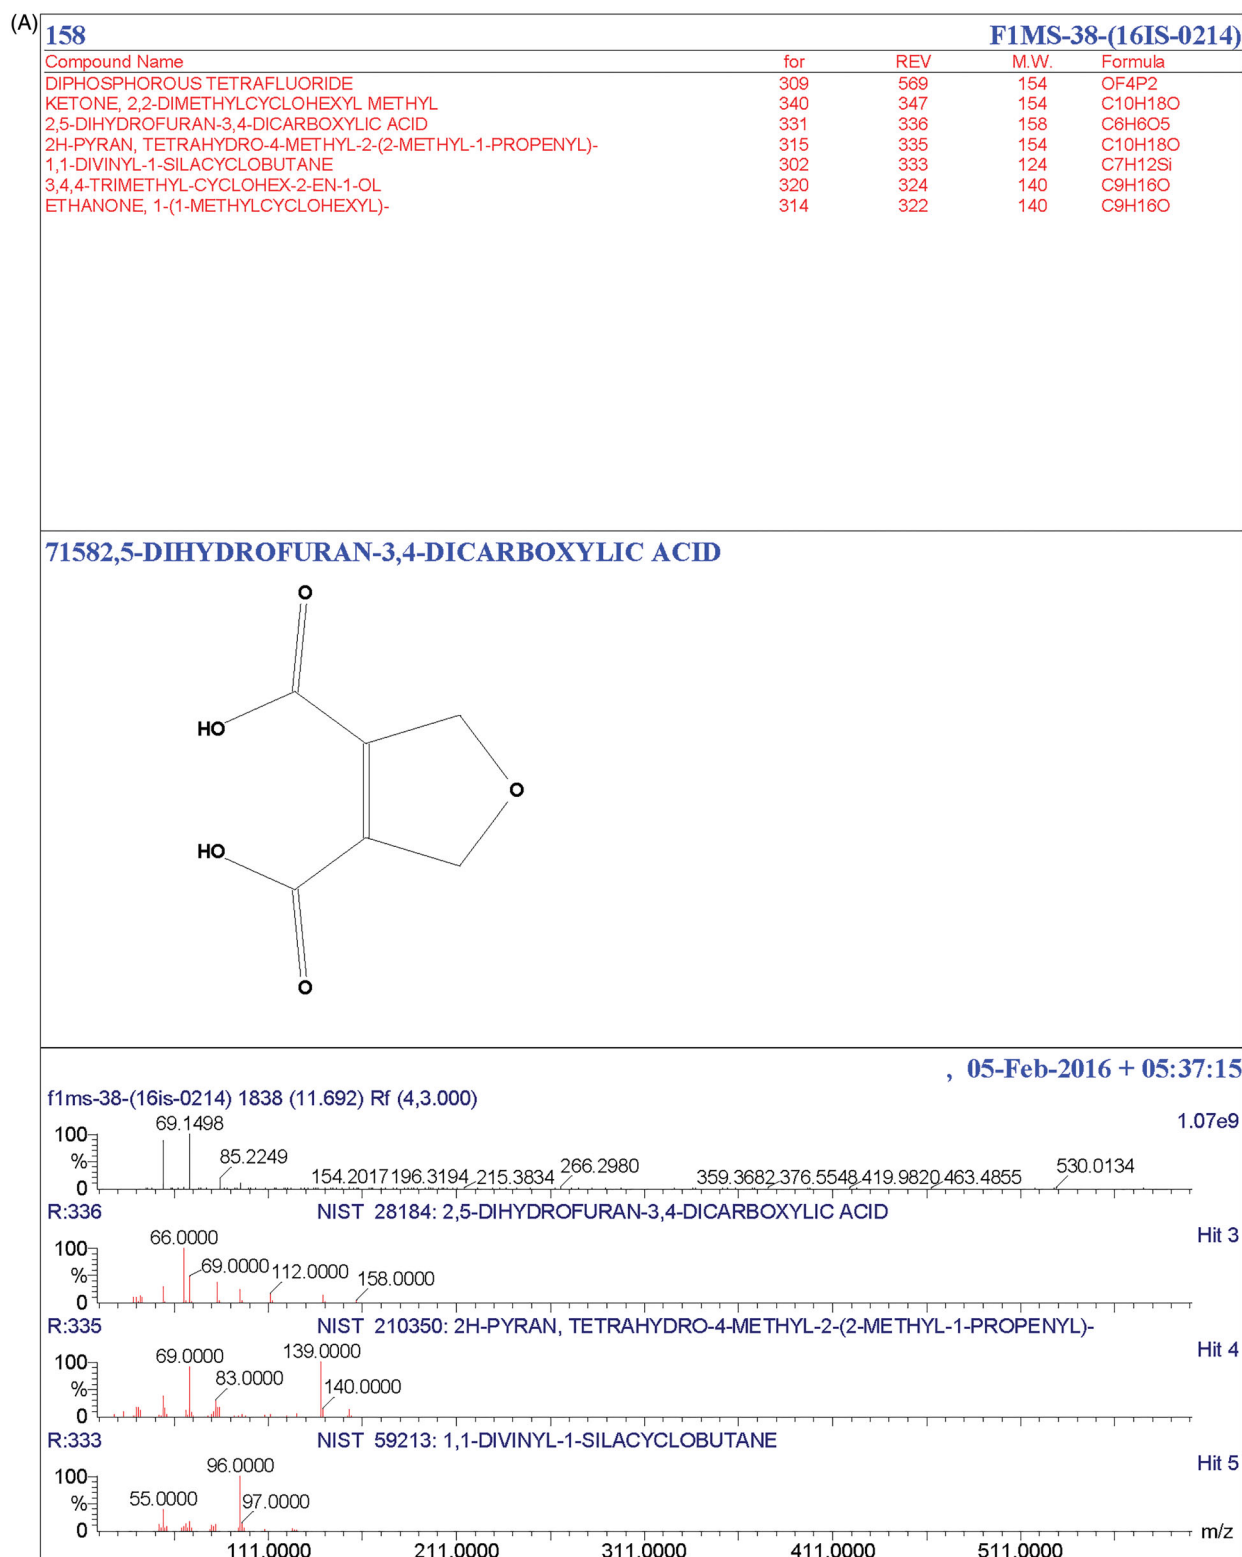 (A)
158 F1MS-38-(16IS-0214)
Compound Name for REV M.W. Formula
DIPHOSPHOROUS TETRAFLUORIDE 309 569 154 OF4P2
KETONE, 2,2-DIMETHYLCYCLOHEXYL METHYL 340 347 154 C10H18O
2,5-DIHYDROFURAN-3,4-DICARBOXYLIC ACID 331 336 158 C6H6O5
2H-PYRAN, TETRAHYDRO-4-METHYL-2-(2-METHYL-1-PROPENYL)- 315 335 154 C10H18O
1,1-DIVINYL-1-SILACYCLOBUTANE 302 333 124 C7H12Si
3,4,4-TRIMETHYL-CYCLOHEX-2-EN-1-OL 320 324 140 C9H16O
ETHANONE, 1-(1-METHYLCYCLOHEXYL)- 314 322 140 C9H16O
71582,5-DIHYDROFURAN-3,4-DICARBOXYLIC ACID
O
HO
O
HO
O
, 05-Feb-2016 + 05:37:15
f1ms-38-(16is-0214) 1838 (11.692) Rf (4,3.000)
1.07e9
69.1498
100
%
0
85.2249
154.2017 196.3194 215.3834 266.2980 359.3682 376.5548 419.9820 463.4855 530.0134
R:336 NIST 28184: 2,5-DIHYDROFURAN-3,4-DICARBOXYLIC ACID Hit 3
66.0000
100
%
0
69.0000 112.0000 158.0000
R:335 NIST 210350: 2H-PYRAN, TETRAHYDRO-4-METHYL-2-(2-METHYL-1-PROPENYL)- Hit 4
69.0000 139.0000
100
%
0
83.0000 140.0000
R:333 NIST 59213: 1,1-DIVINYL-1-SILACYCLOBUTANE Hit 5
96.0000
100
%
0
55.0000 97.0000
m/z
111.0000 211.0000 311.0000 411.0000 511.0000